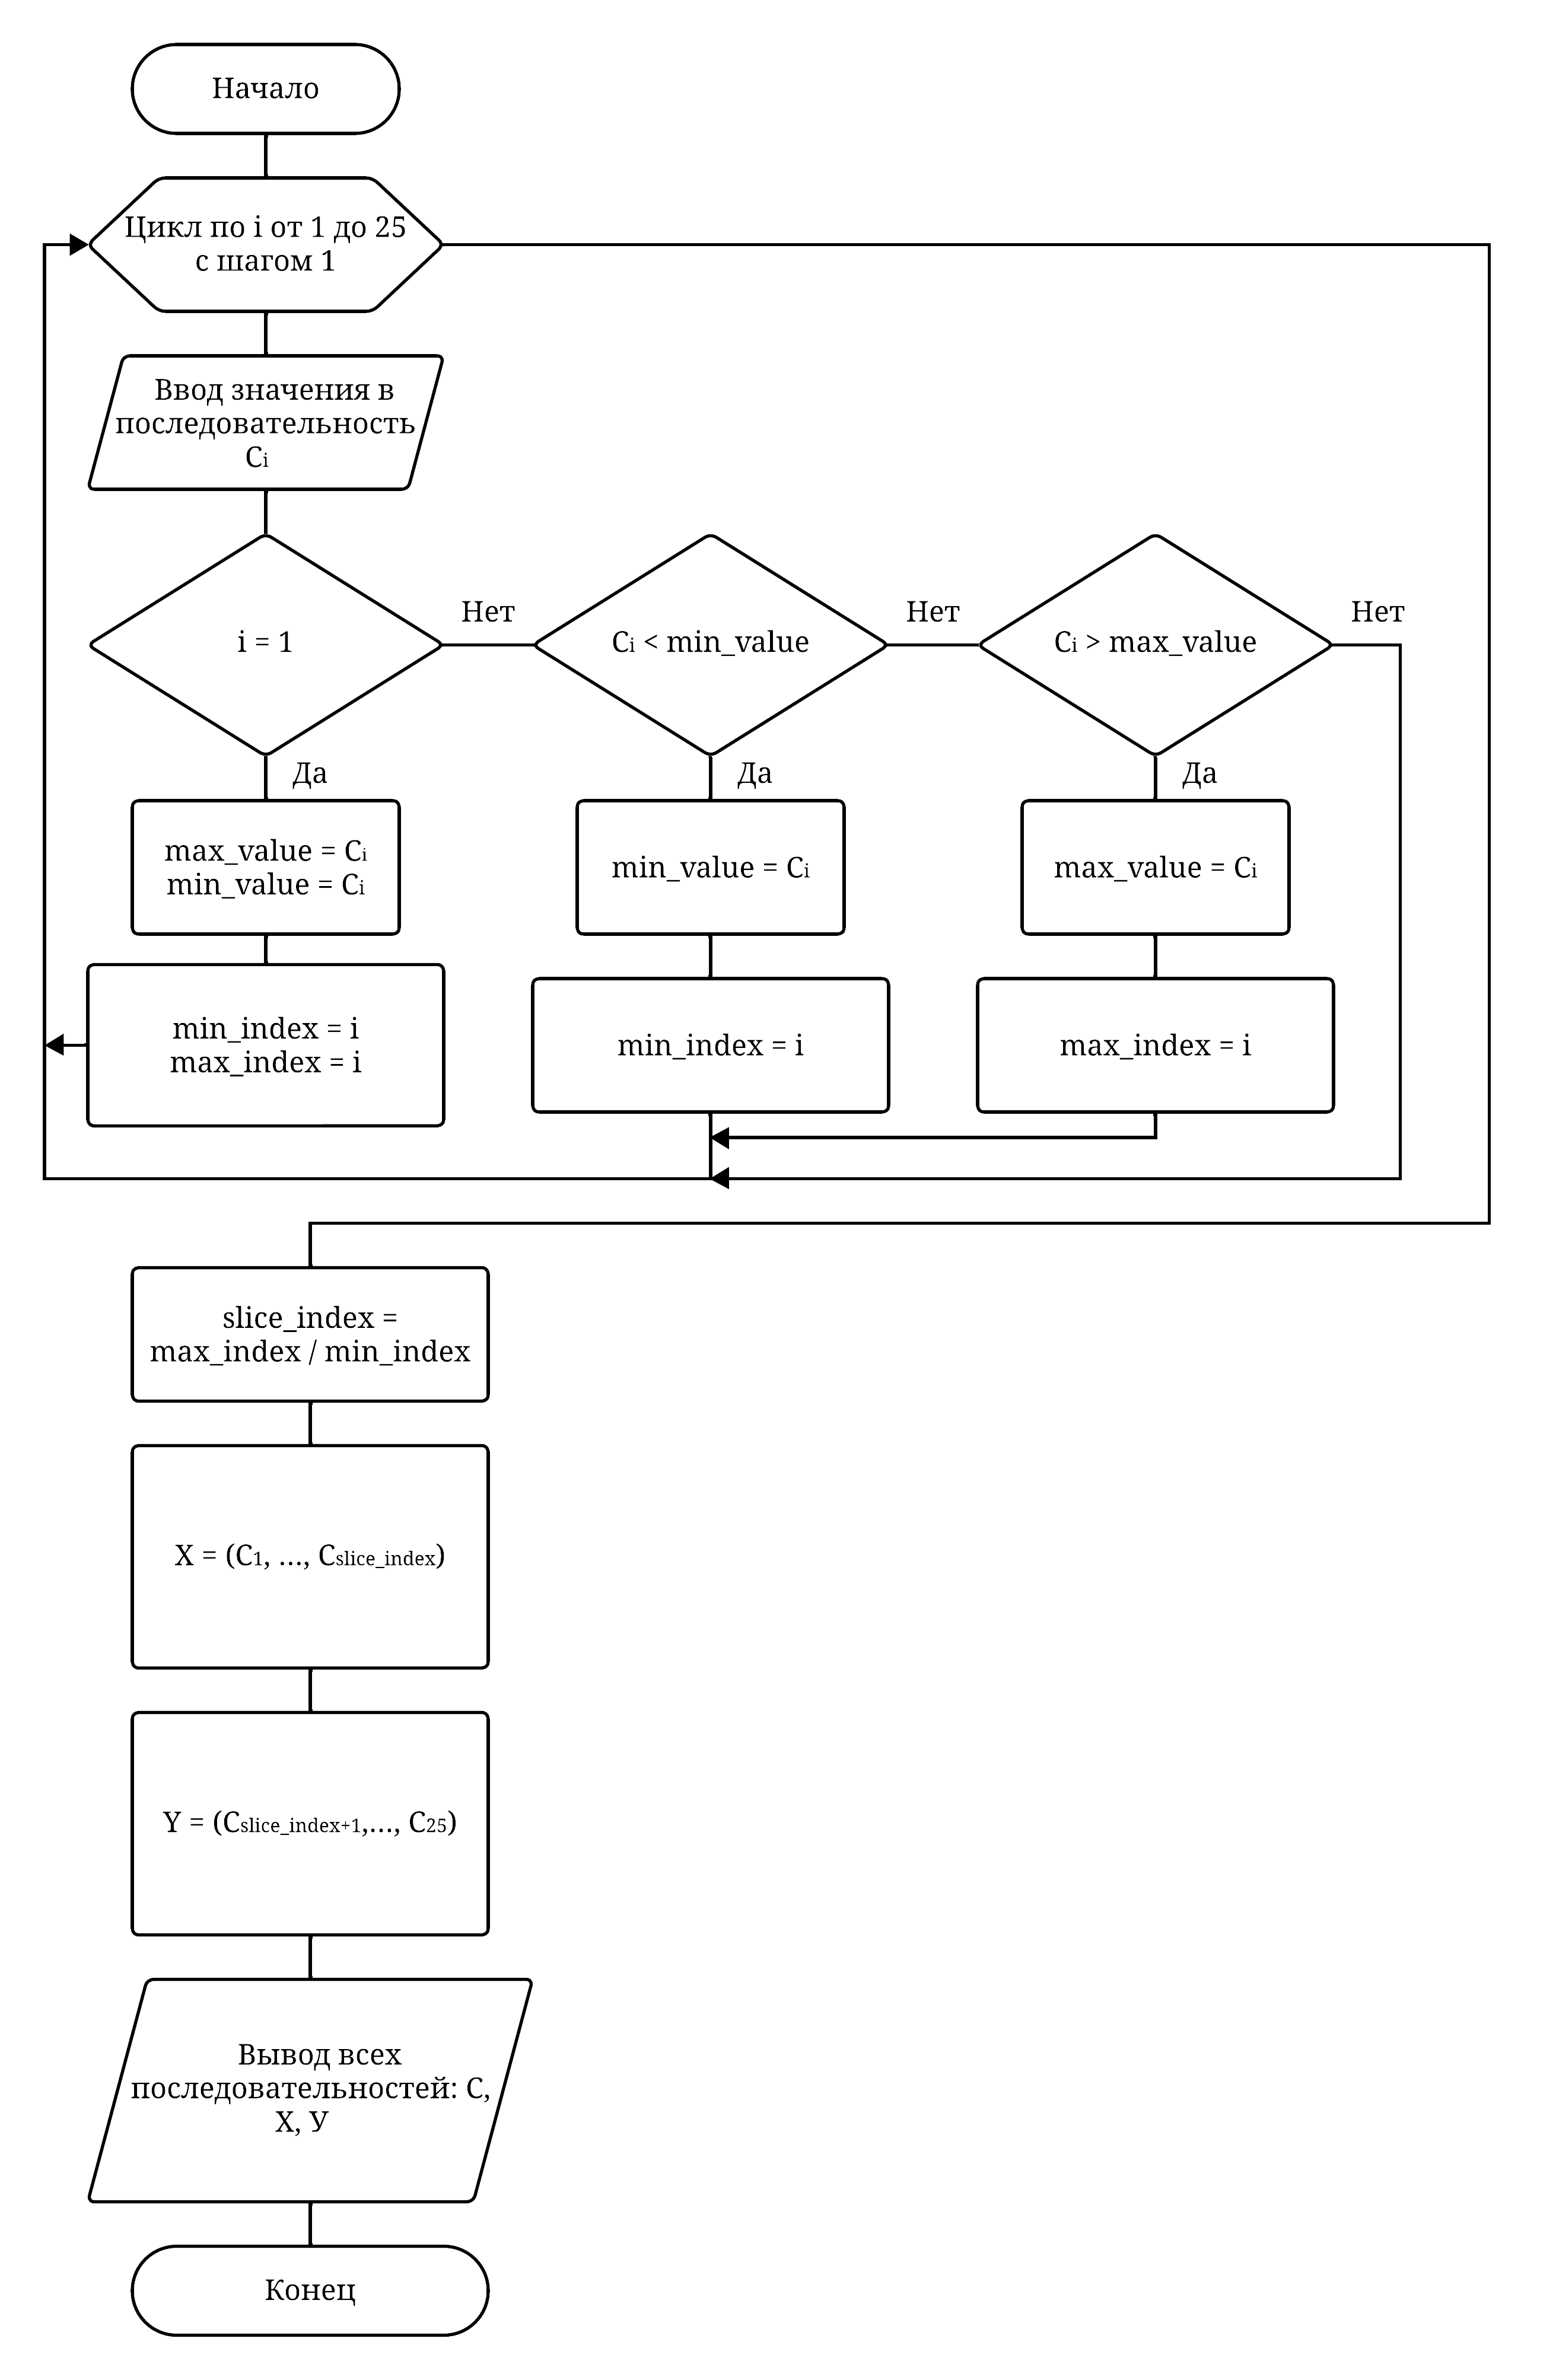 Начало
Цикл по i от 1 до 25
с шагом 1
Ввод значения в
последовательность
Cᵢ
i = 1
Нет
Cᵢ < min_value
Нет
Cᵢ > max_value
Нет
Да
Да
Да
max_value = Cᵢ
min_value = Cᵢ
min_value = Cᵢ
max_value = Cᵢ
min_index = i
max_index = i
min_index = i
max_index = i
slice_index =
max_index / min_index
X = (C1, ..., Cslice_index)
Y = (Cslice_index+1,..., C25)
Вывод всех
последовательностей: С,
Х, У
Конец